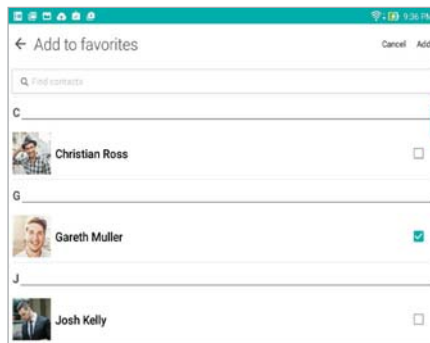 9:36 PM
Add to favorites
Cancel Add
Find contacts
C
Christian Ross
G
Gareth Muller
J
Josh Kelly